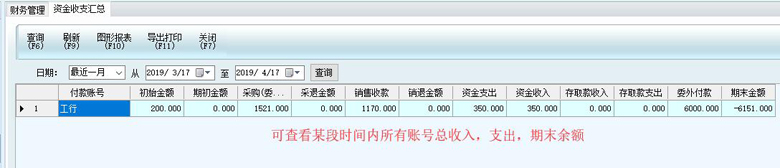 财务管理 资金收支汇总
查询 刷新 图形报表 导出打印 关闭
(F6) (F9) (F10) (F11) (F7)
日期: 最近一月 从 2019/ 3/17 至 2019/ 4/17 查询
付款账号 初始金额 期初金额 采购(委... 采退金额 销售收款 销退金额 资金支出 资金收入 存取款收入 存取款支出 委外付款 期末金额
1 工行 200.000 0.000 1521.000 0.000 1170.000 0.000 350.000 350.000 0.000 0.000 6000.000 -6151.000
可查看某段时间内所有账号总收入，支出，期末余额